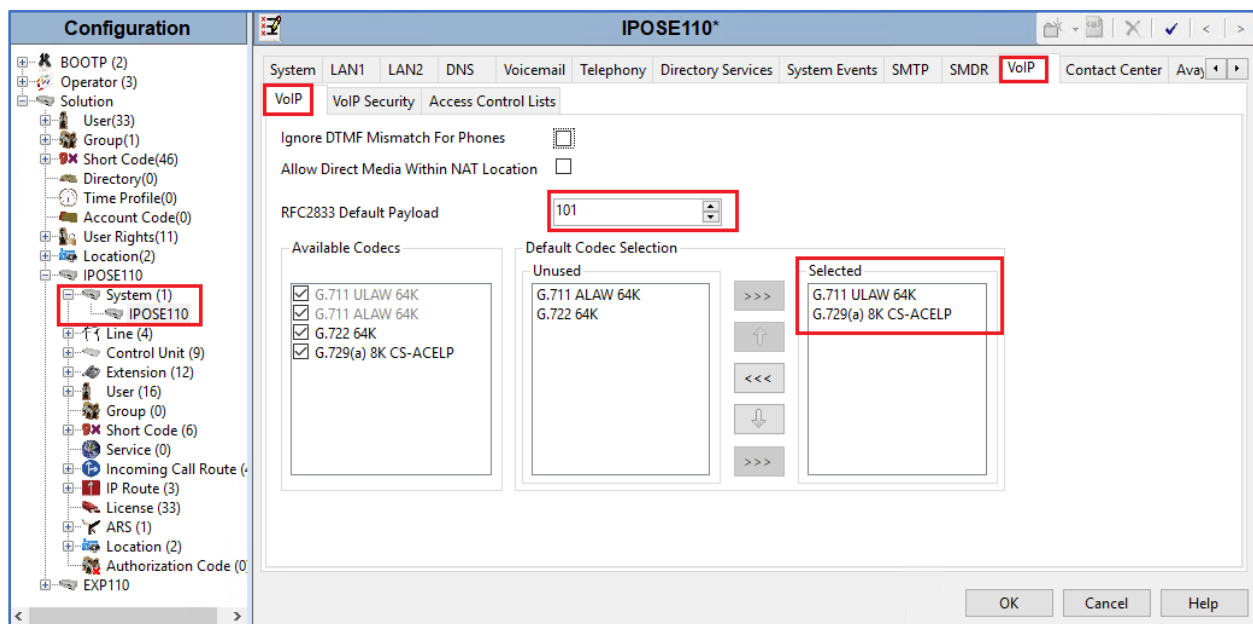 Configuration
BOOTP (2)
Operator (3)
Solution
User(33)
Group(1)
Short Code(46)
Directory(0)
Time Profile(0)
Account Code(0)
User Rights(11)
Location(2)
IPOSE110
System (1)
IPOSE110
Line (4)
Control Unit (9)
Extension (12)
User (16)
Group (0)
Short Code (6)
Service (0)
Incoming Call Route (
IP Route (3)
License (33)
ARS (1)
Location (2)
Authorization Code (0
EXP110
IPOSE110*
System LAN1 LAN2 DNS Voicemail Telephony Directory Services System Events SMTP SMDR VoIP Contact Center Avay
VoIP VoIP Security Access Control Lists
Ignore DTMF Mismatch For Phones
Allow Direct Media Within NAT Location
RFC2833 Default Payload 101
Available Codecs
G.711 ULAW 64K
G.711 ALAW 64K
G.722 64K
G.729(a) 8K CS-ACELP
Default Codec Selection
Unused
G.711 ALAW 64K
G.722 64K
>>>
<<<
>>>
Selected
G.711 ULAW 64K
G.729(a) 8K CS-ACELP
OK Cancel Help